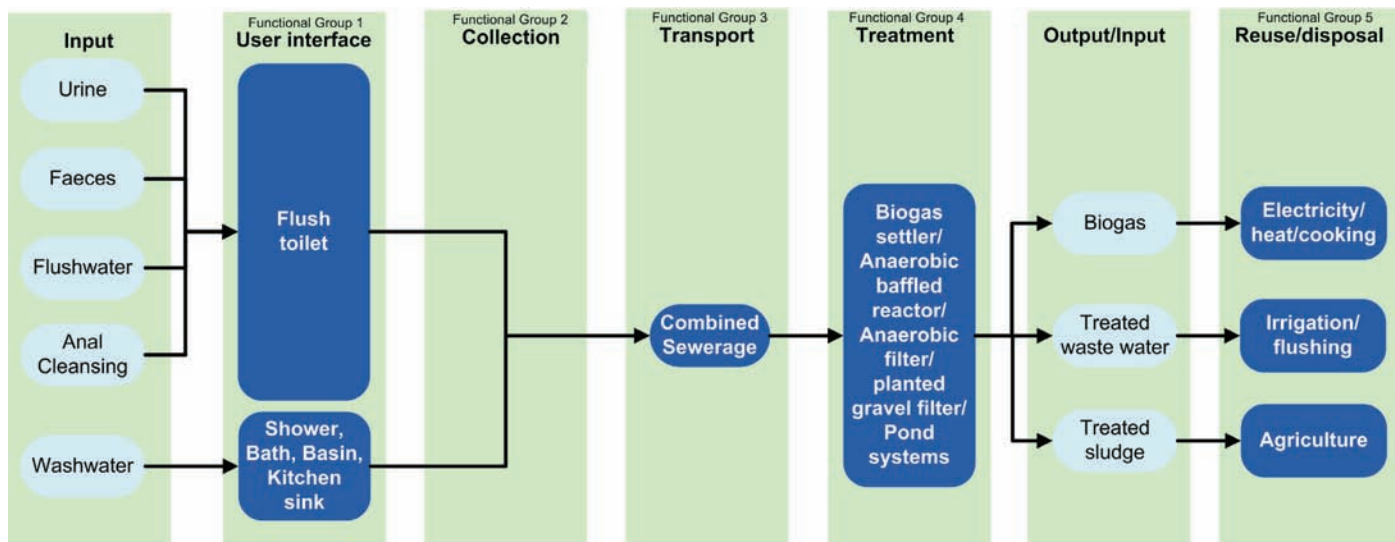 Input
Functional Group 1
User interface
Functional Group 2
Collection
Functional Group 3
Transport
Functional Group 4
Treatment
Output/Input
Functional Group 5
Reuse/disposal
Urine
Faeces
Flushwater
Anal
Cleansing
Washwater
Flush
toilet
Shower,
Bath, Basin,
Kitchen
sink
Combined
Sewerage
Biogas
settler/
Anaerobic
baffled
reactor/
Anaerobic
filter/
planted
gravel filter/
Pond
systems
Biogas
Treated
waste water
Treated
sludge
Electricity/
heat/cooking
Irrigation/
flushing
Agriculture